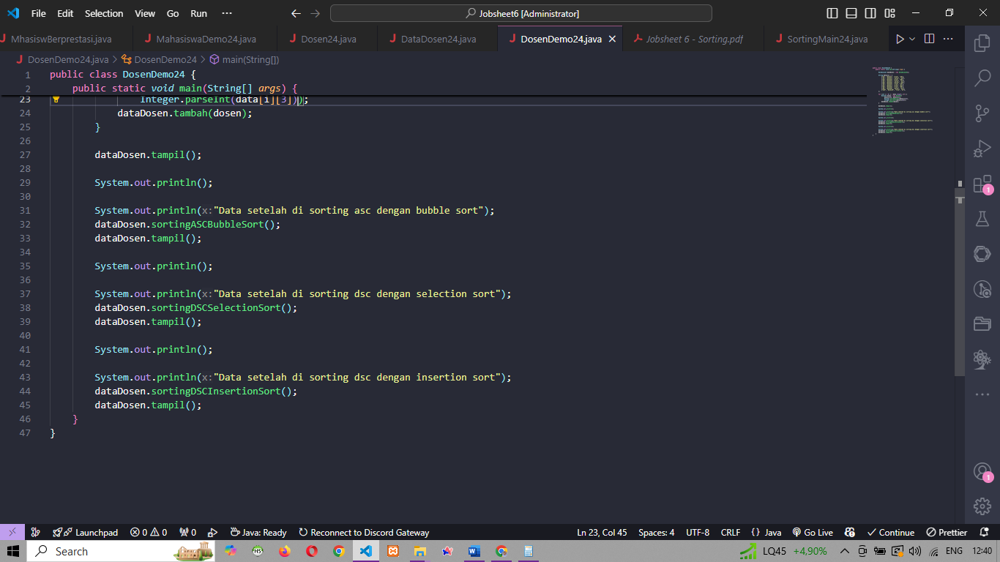 File Edit Selection View Go Run ··· Jobsheet6 [Administrator]
MhasiswBerprestasi.java MahasiswaDemo24.java Dosen24.java DataDosen24.java DosenDemo24.java Jobsheet 6 - Sorting.pdf SortingMain24.java
DosenDemo24.java > DosenDemo24 > main(String[])
1 public class DosenDemo24 {
2 public static void main(String[] args) {
23 Integer.parseInt(data[i][3]));
24 dataDosen.tambah(dosen);
25 }
26
27 dataDosen.tampil();
28
29 System.out.println();
30
31 System.out.println(x:"Data setelah di sorting asc dengan bubble sort");
32 dataDosen.sortingASCBubbleSort();
33 dataDosen.tampil();
34
35 System.out.println();
36
37 System.out.println(x:"Data setelah di sorting dsc dengan selection sort");
38 dataDosen.sortingDSCSelectionSort();
39 dataDosen.tampil();
40
41 System.out.println();
42
43 System.out.println(x:"Data setelah di sorting dsc dengan insertion sort");
44 dataDosen.sortingDSCInsertionSort();
45 dataDosen.tampil();
46 }
47 }
1
1
Launchpad 0 0 0 Java: Ready Reconnect to Discord Gateway Ln 23, Col 45 Spaces: 4 UTF-8 CRLF {} Java Go Live Continue Prettier
Search LQ45 +4,90% ENG 12:40